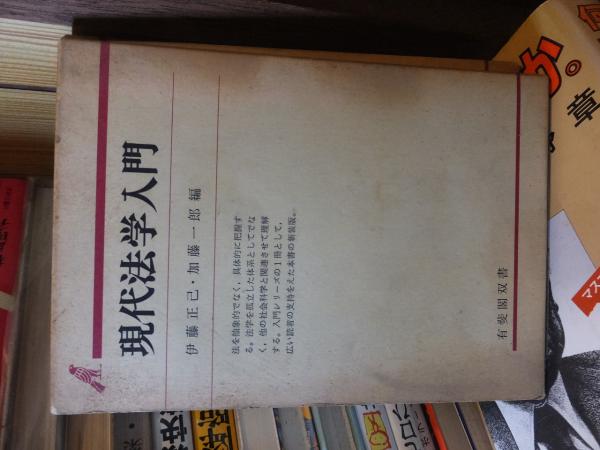 現代法学入門
伊藤正己・加藤一郎 編
法を抽象的でなく，具体的に把握す
る。法学を孤立した体系としてでな
く，他の社会科学と関連させて理解
する。入門シリーズの1冊として，
広い読者の支持をえた本書の新装版。
有斐閣双書
か。
章
マス